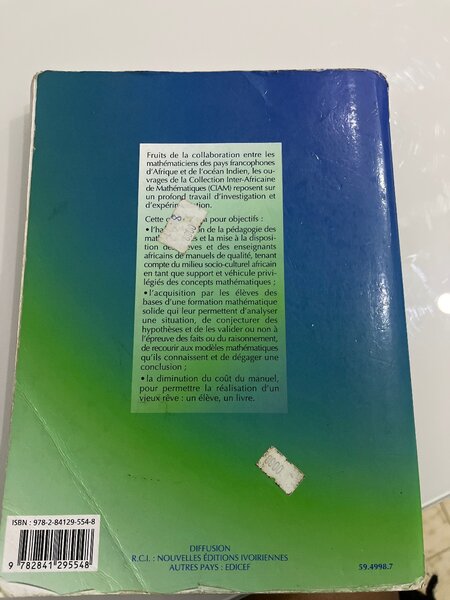 Fruits de la collaboration entre les
mathématiciens des pays francophones
d'Afrique et de l'océan Indien, les ou-
vrages de la Collection Inter-Africaine
de Mathématiques (CIAM) reposent sur
un profond travail d'investigation et
d'expérim tion.
Cette c pour objectifs :
• l'ha on de la pédagogie des
mat es et la mise à la disposi-
tion d èves et des enseignants
africains de manuels de qualité, tenant
compte du milieu socio-culturel africain
en tant que support et véhicule privi-
légiés des concepts mathématiques ;
• l'acquisition par les élèves des
bases d'une formation mathématique
solide qui leur permettent d'analyser
une situation, de conjecturer des
hypothèses et de les valider ou non à
l'épreuve des faits ou du raisonnement,
de recourir aux modèles mathématiques
qu'ils connaissent et de dégager une
conclusion ;
• la diminution du coût du manuel,
pour permettre la réalisation d'un
vieux rêve : un élève, un livre.
ISBN : 978-2-84129-554-8
9 782841 295548
DIFFUSION
R.C.I. : NOUVELLES ÉDITIONS IVOIRIENNES
AUTRES PAYS : EDICEF
59.4998.7